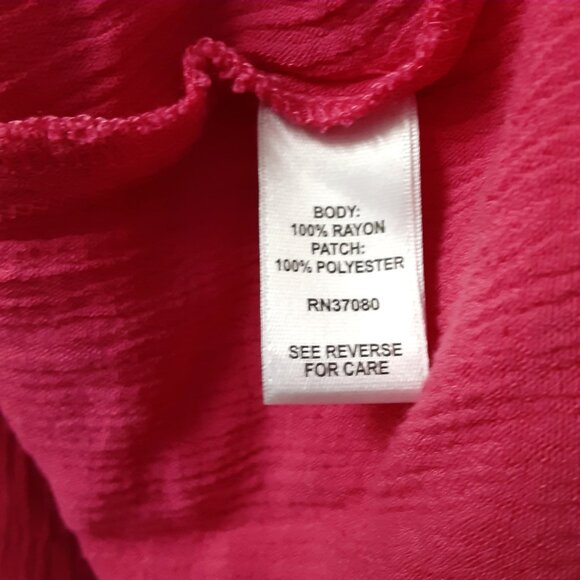 BODY:
100% RAYON
PATCH:
100% POLYESTER
RN37080
SEE REVERSE
FOR CARE